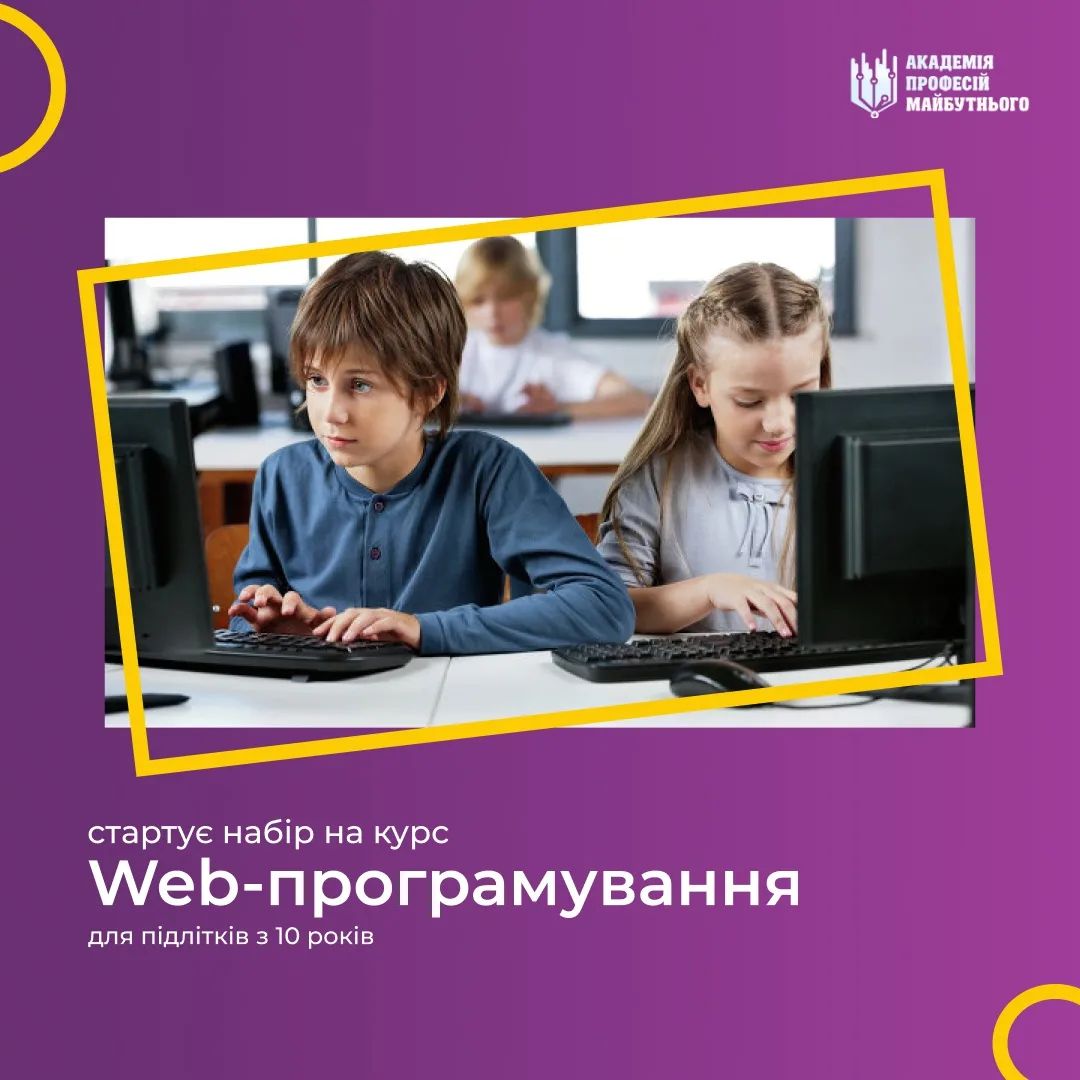 АКАДЕМІЯ
ПРОФЕСІЙ
МАЙБУТНЬОГО
стартує набір на курс
Web-програмування
для підлітків з 10 років